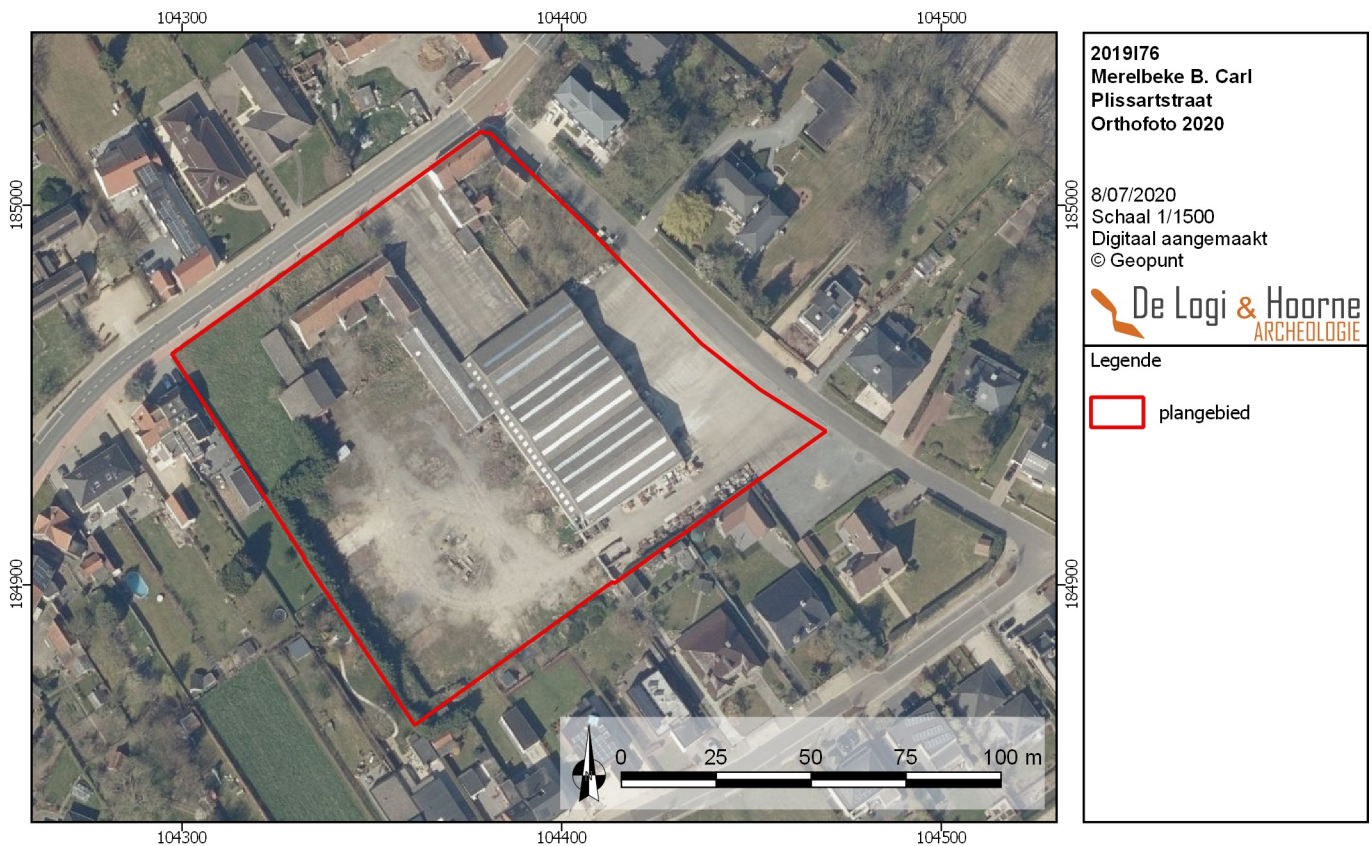 104300
104400
104500
185000
185000
184900
184900
0 25 50 75 100 m
N
104300
104400
104500
2019I76
Merelbeke B. Carl
Plissartstraat
Orthofoto 2020
8/07/2020
Schaal 1/1500
Digitaal aangemaakt
© Geopunt
De Logi & Hoorne
ARCHEOLOGIE
Legende
plangebied